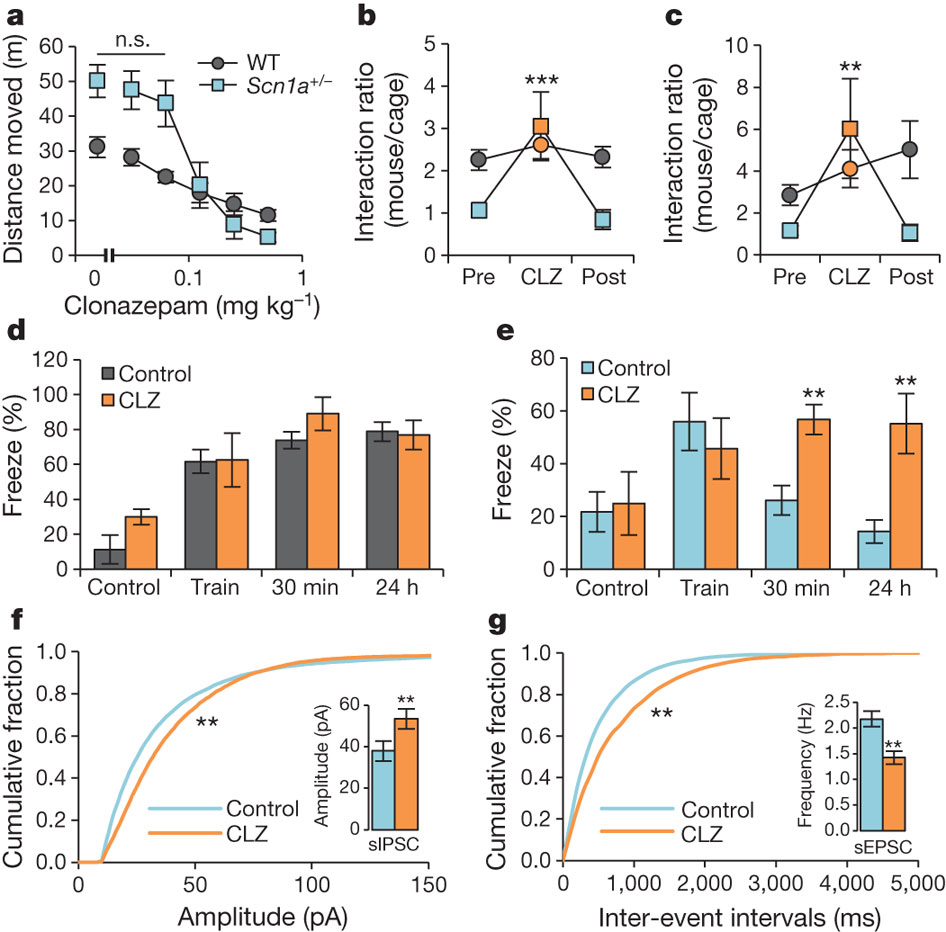 a
n.s.
WT
Scn1a+/–
Distance moved (m)
60
50
40
30
20
10
0
0
0.1
1
Clonazepam (mg kg–1)
b
Interaction ratio
(mouse/cage)
5
4
3
2
1
0
***
Pre
CLZ
Post
c
Interaction ratio
(mouse/cage)
10
8
6
4
2
0
**
Pre
CLZ
Post
d
Freeze (%)
120
100
80
60
40
20
0
Control
CLZ
Control
Train
30 min
24 h
e
Freeze (%)
80
60
40
20
0
Control
CLZ
**
**
Control
Train
30 min
24 h
f
Cumulative fraction
1.0
0.8
0.6
0.4
0.2
0.0
**
Control
CLZ
Amplitude (pA)
60
40
20
0
**
sIPSC
0
50
100
150
Amplitude (pA)
g
Cumulative fraction
1.0
0.8
0.6
0.4
0.2
0.0
**
Control
CLZ
Frequency (Hz)
2.5
2.0
1.5
1.0
0.5
0.0
**
sEPSC
0
1,000
2,000
3,000
4,000
5,000
Inter-event intervals (ms)